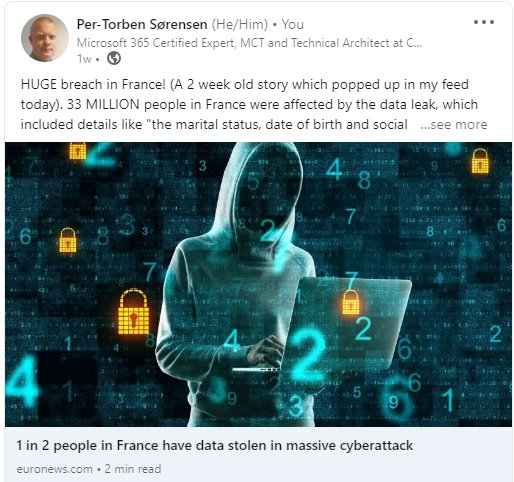 Per-Torben Sørensen (He/Him) • You
Microsoft 365 Certified Expert, MCT and Technical Architect at C...
1w •
HUGE breach in France! (A 2 week old story which popped up in my feed
today). 33 MILLION people in France were affected by the data leak, which
included details like "the marital status, date of birth and social ...see more
1 in 2 people in France have data stolen in massive cyberattack
euronews.com • 2 min read